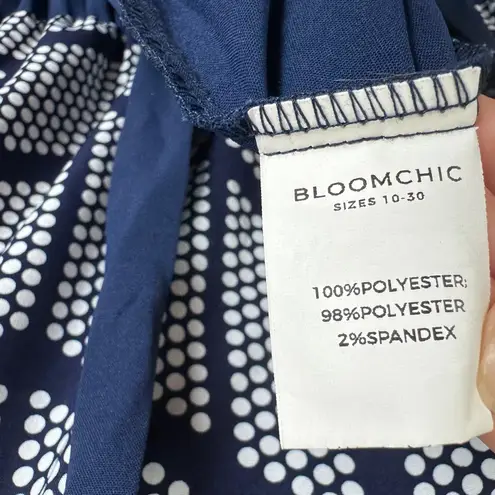 BLOOMCHIC
SIZES 10-30
100%POLYESTER;
98%POLYESTER
2%SPANDEX